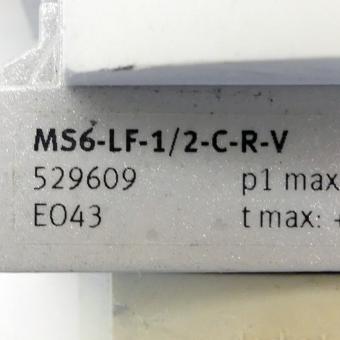 MS6-LF-1/2-C-R-V
529609 p1 max
E043 t max: +